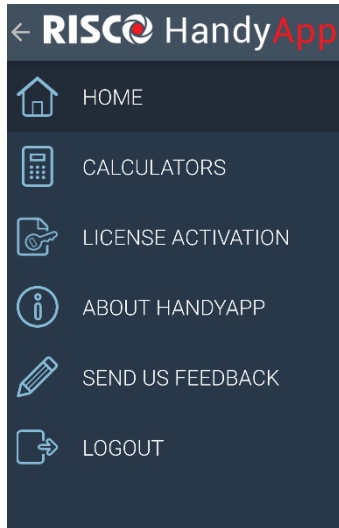 RISCO HandyApp
HOME
CALCULATORS
LICENSE ACTIVATION
ABOUT HANDYAPP
SEND US FEEDBACK
LOGOUT